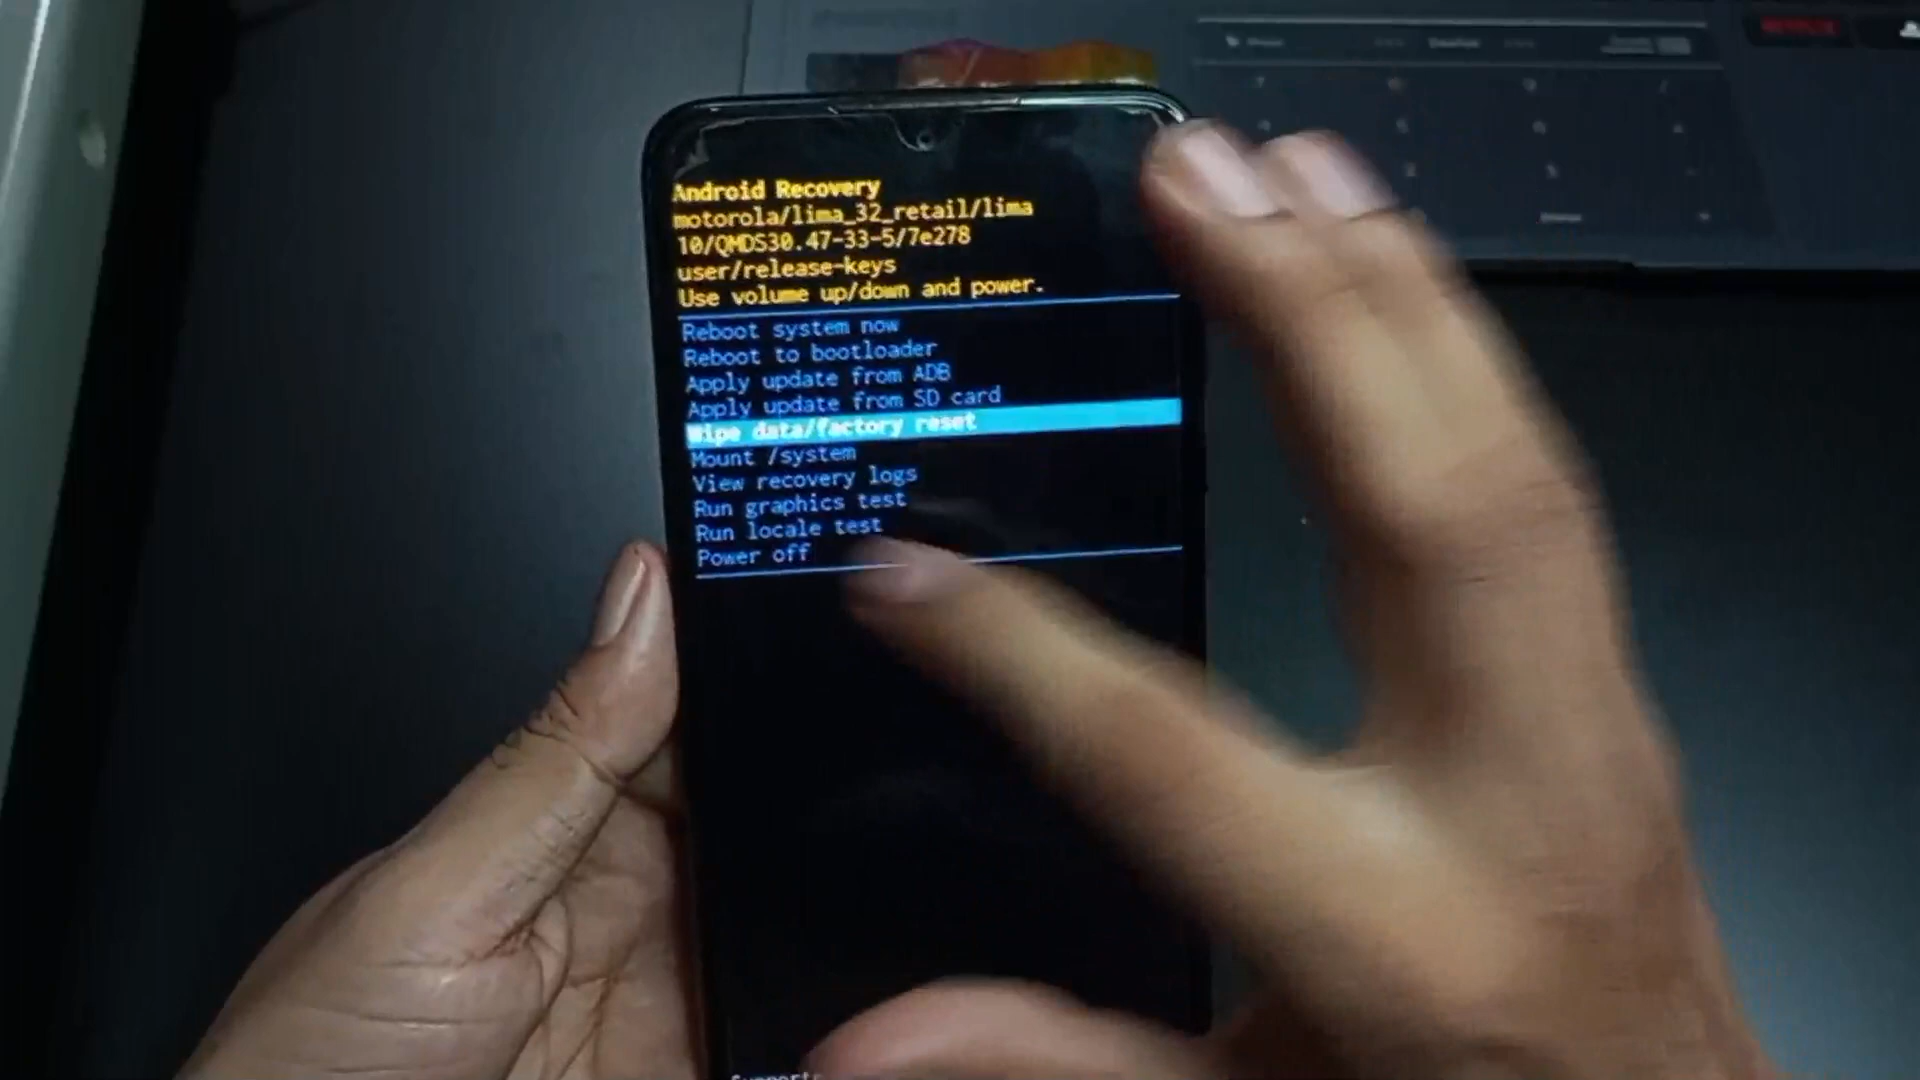 Android Recovery
motorola/lima_32_retail/lima
10/QMDS30.47-33-5/7e278
user/release-keys
Use volume up/down and power.
Reboot system now
Reboot to bootloader
Apply update from ADB
Apply update from SD card
Wipe data/factory reset
Mount /system
View recovery logs
Run graphics test
Run locale test
Power off
NETFLIX